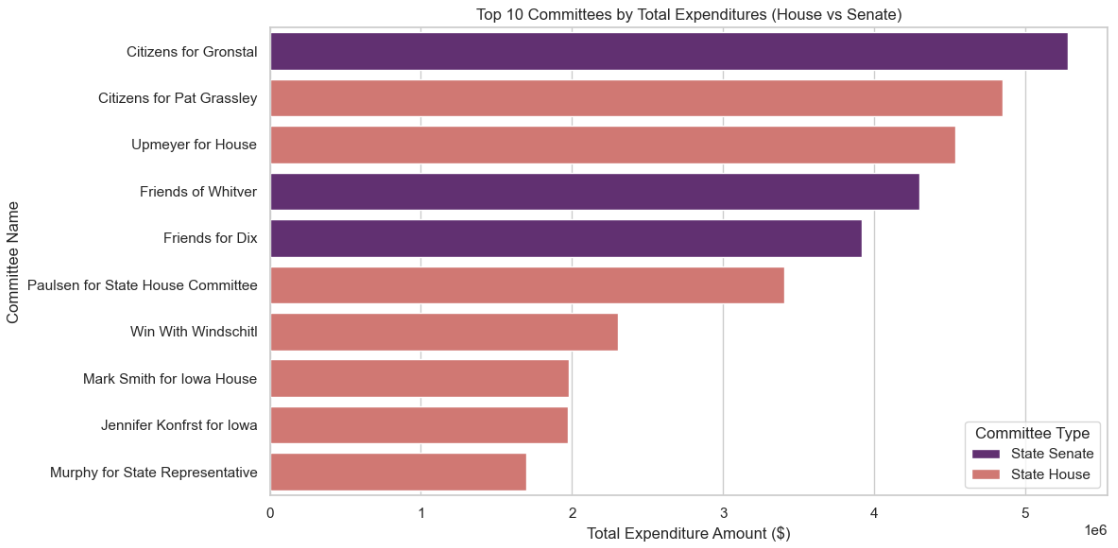 Top 10 Committees by Total Expenditures (House vs Senate)
Committee Name
Citizens for Gronstal
Citizens for Pat Grassley
Upmeyer for House
Friends of Whitver
Friends for Dix
Paulsen for State House Committee
Win With Windschitl
Mark Smith for Iowa House
Jennifer Konfrst for Iowa
Murphy for State Representative
Committee Type
State Senate
State House
0 1 2 3 4 5
1e6
Total Expenditure Amount ($)